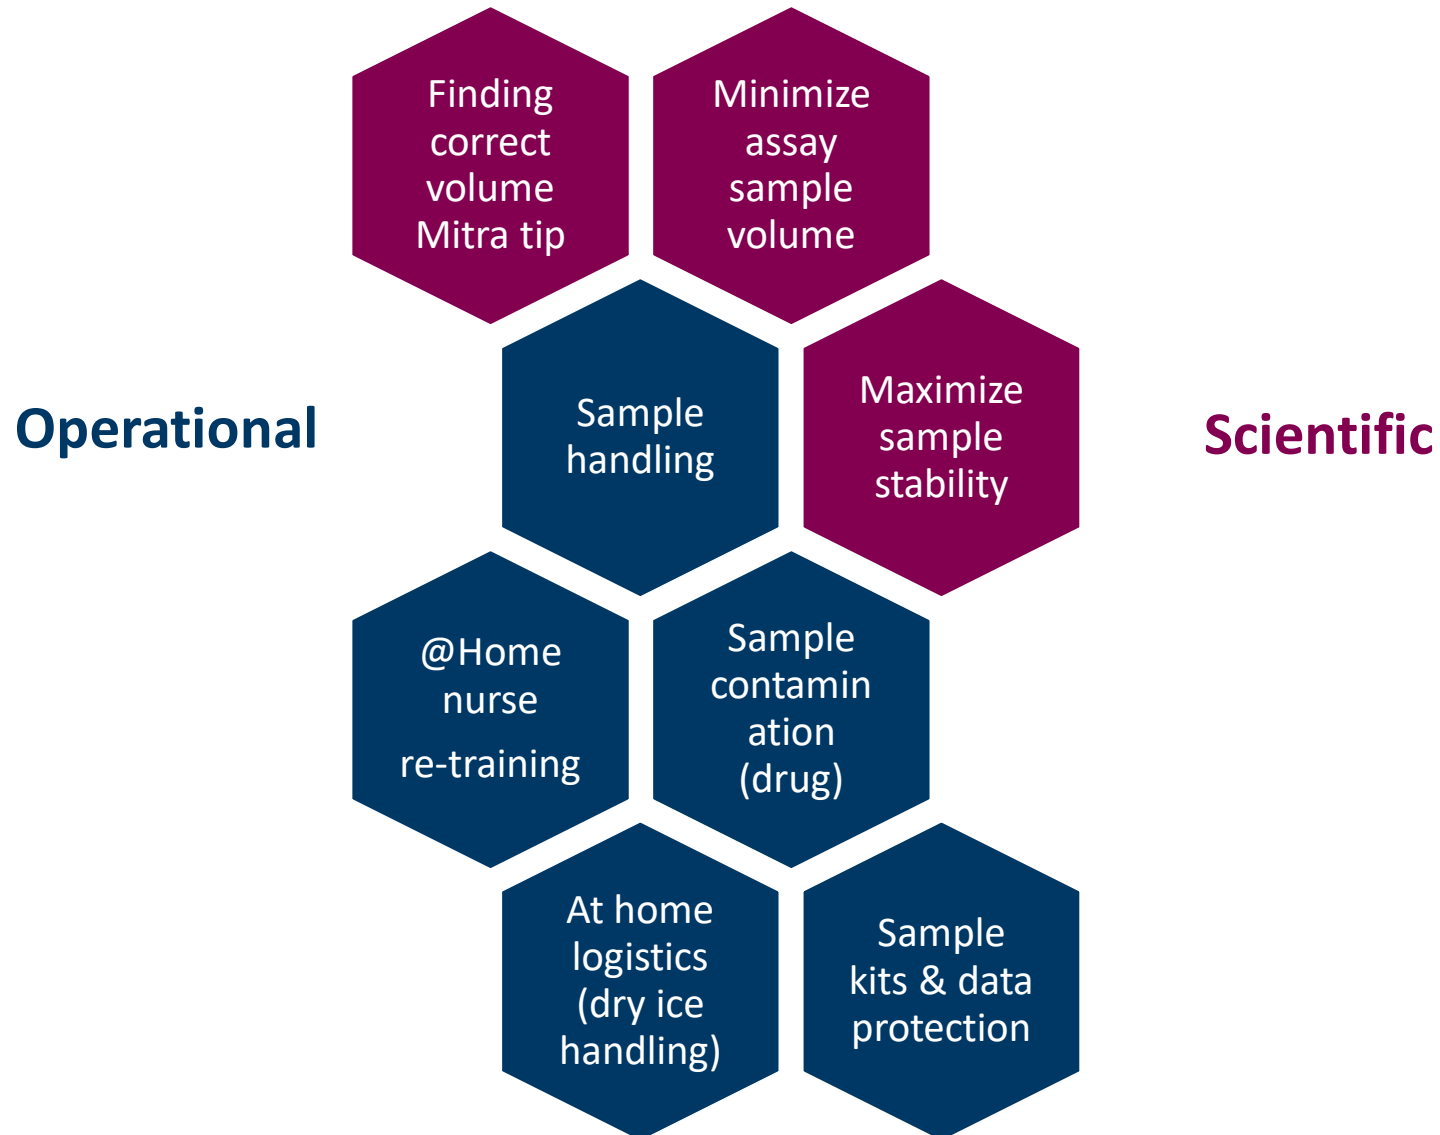 Finding
correct
volume
Mitra tip
Minimize
assay
sample
volume
Operational
Sample
handling
Maximize
sample
stability
Scientific
@Home
nurse
re-training
Sample
contamin
ation
(drug)
At home
logistics
(dry ice
handling)
Sample
kits & data
protection